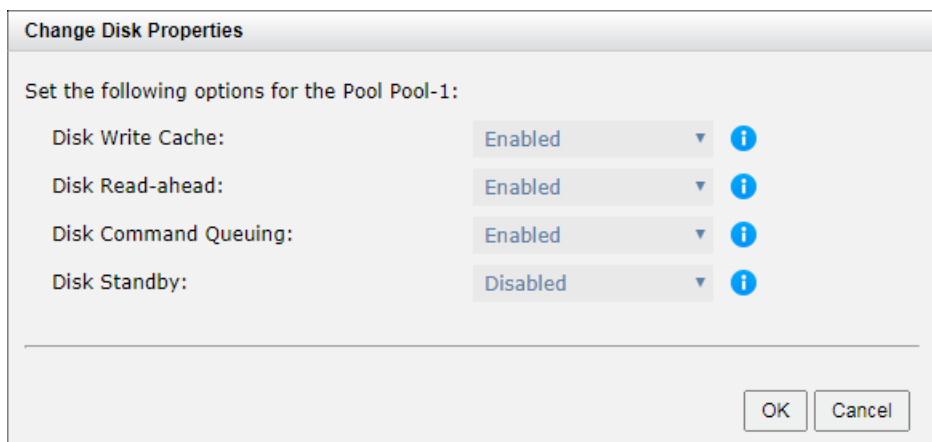 Change Disk Properties
Set the following options for the Pool Pool-1:
Disk Write Cache: Enabled
Disk Read-ahead: Enabled
Disk Command Queuing: Enabled
Disk Standby: Disabled
OK Cancel